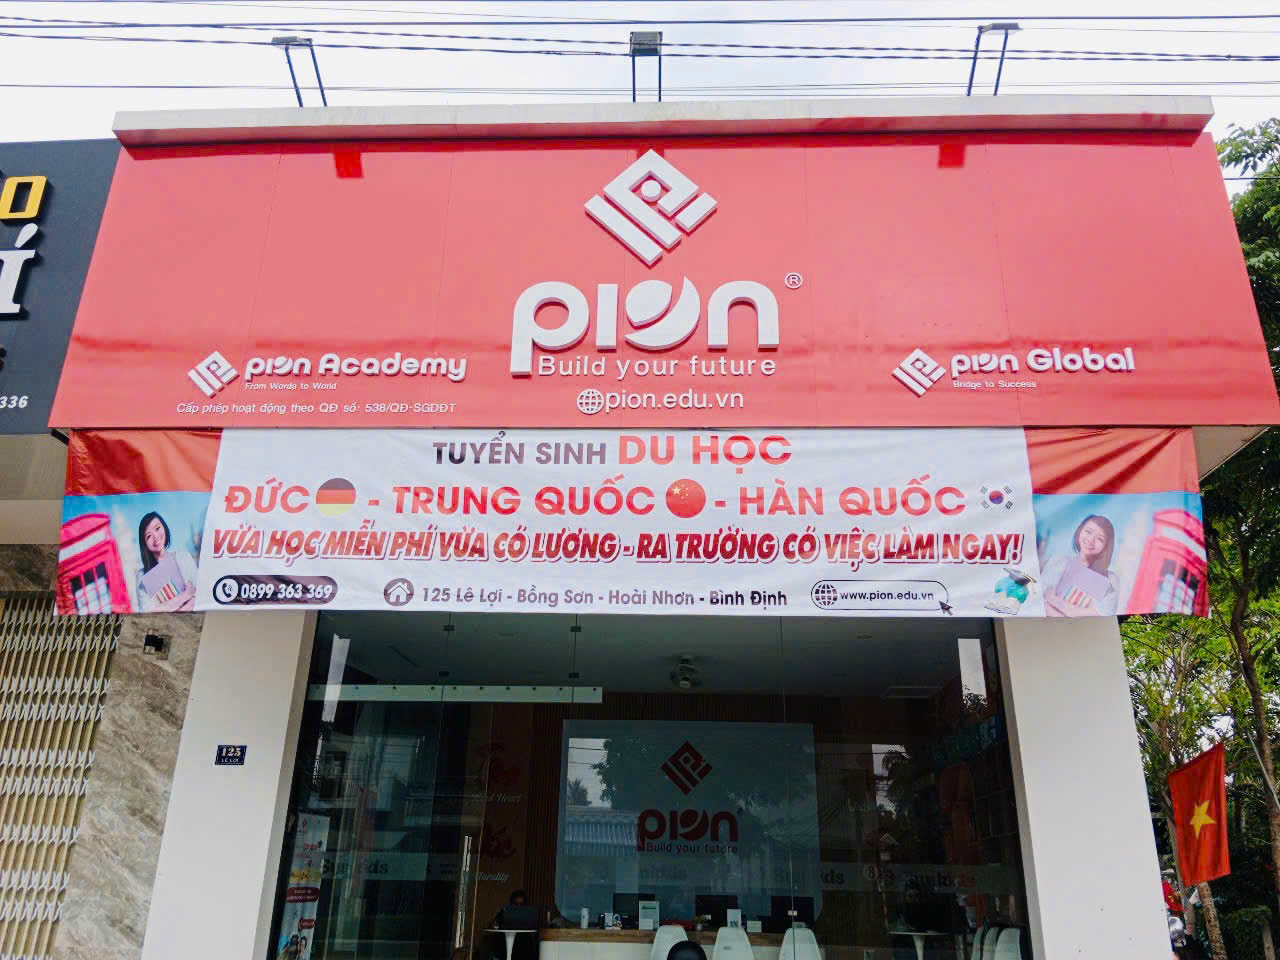 pion®
Build your future
pion.edu.vn
pion Academy
From Words to World
Cấp phép hoạt động theo QĐ số: 538/QĐ-SGDĐT
pion Global
Bridge to Success
336
TUYỂN SINH DU HỌC
ĐỨC - TRUNG QUỐC - HÀN QUỐC
VỪA HỌC MIỄN PHÍ VỪA CÓ LƯƠNG - RA TRƯỜNG CÓ VIỆC LÀM NGAY!
0899 363 369
125 Lê Lợi - Bồng Sơn - Hoài Nhơn - Bình Định
www.pion.edu.vn
125
LÊ LỢI
pion®
Build your future